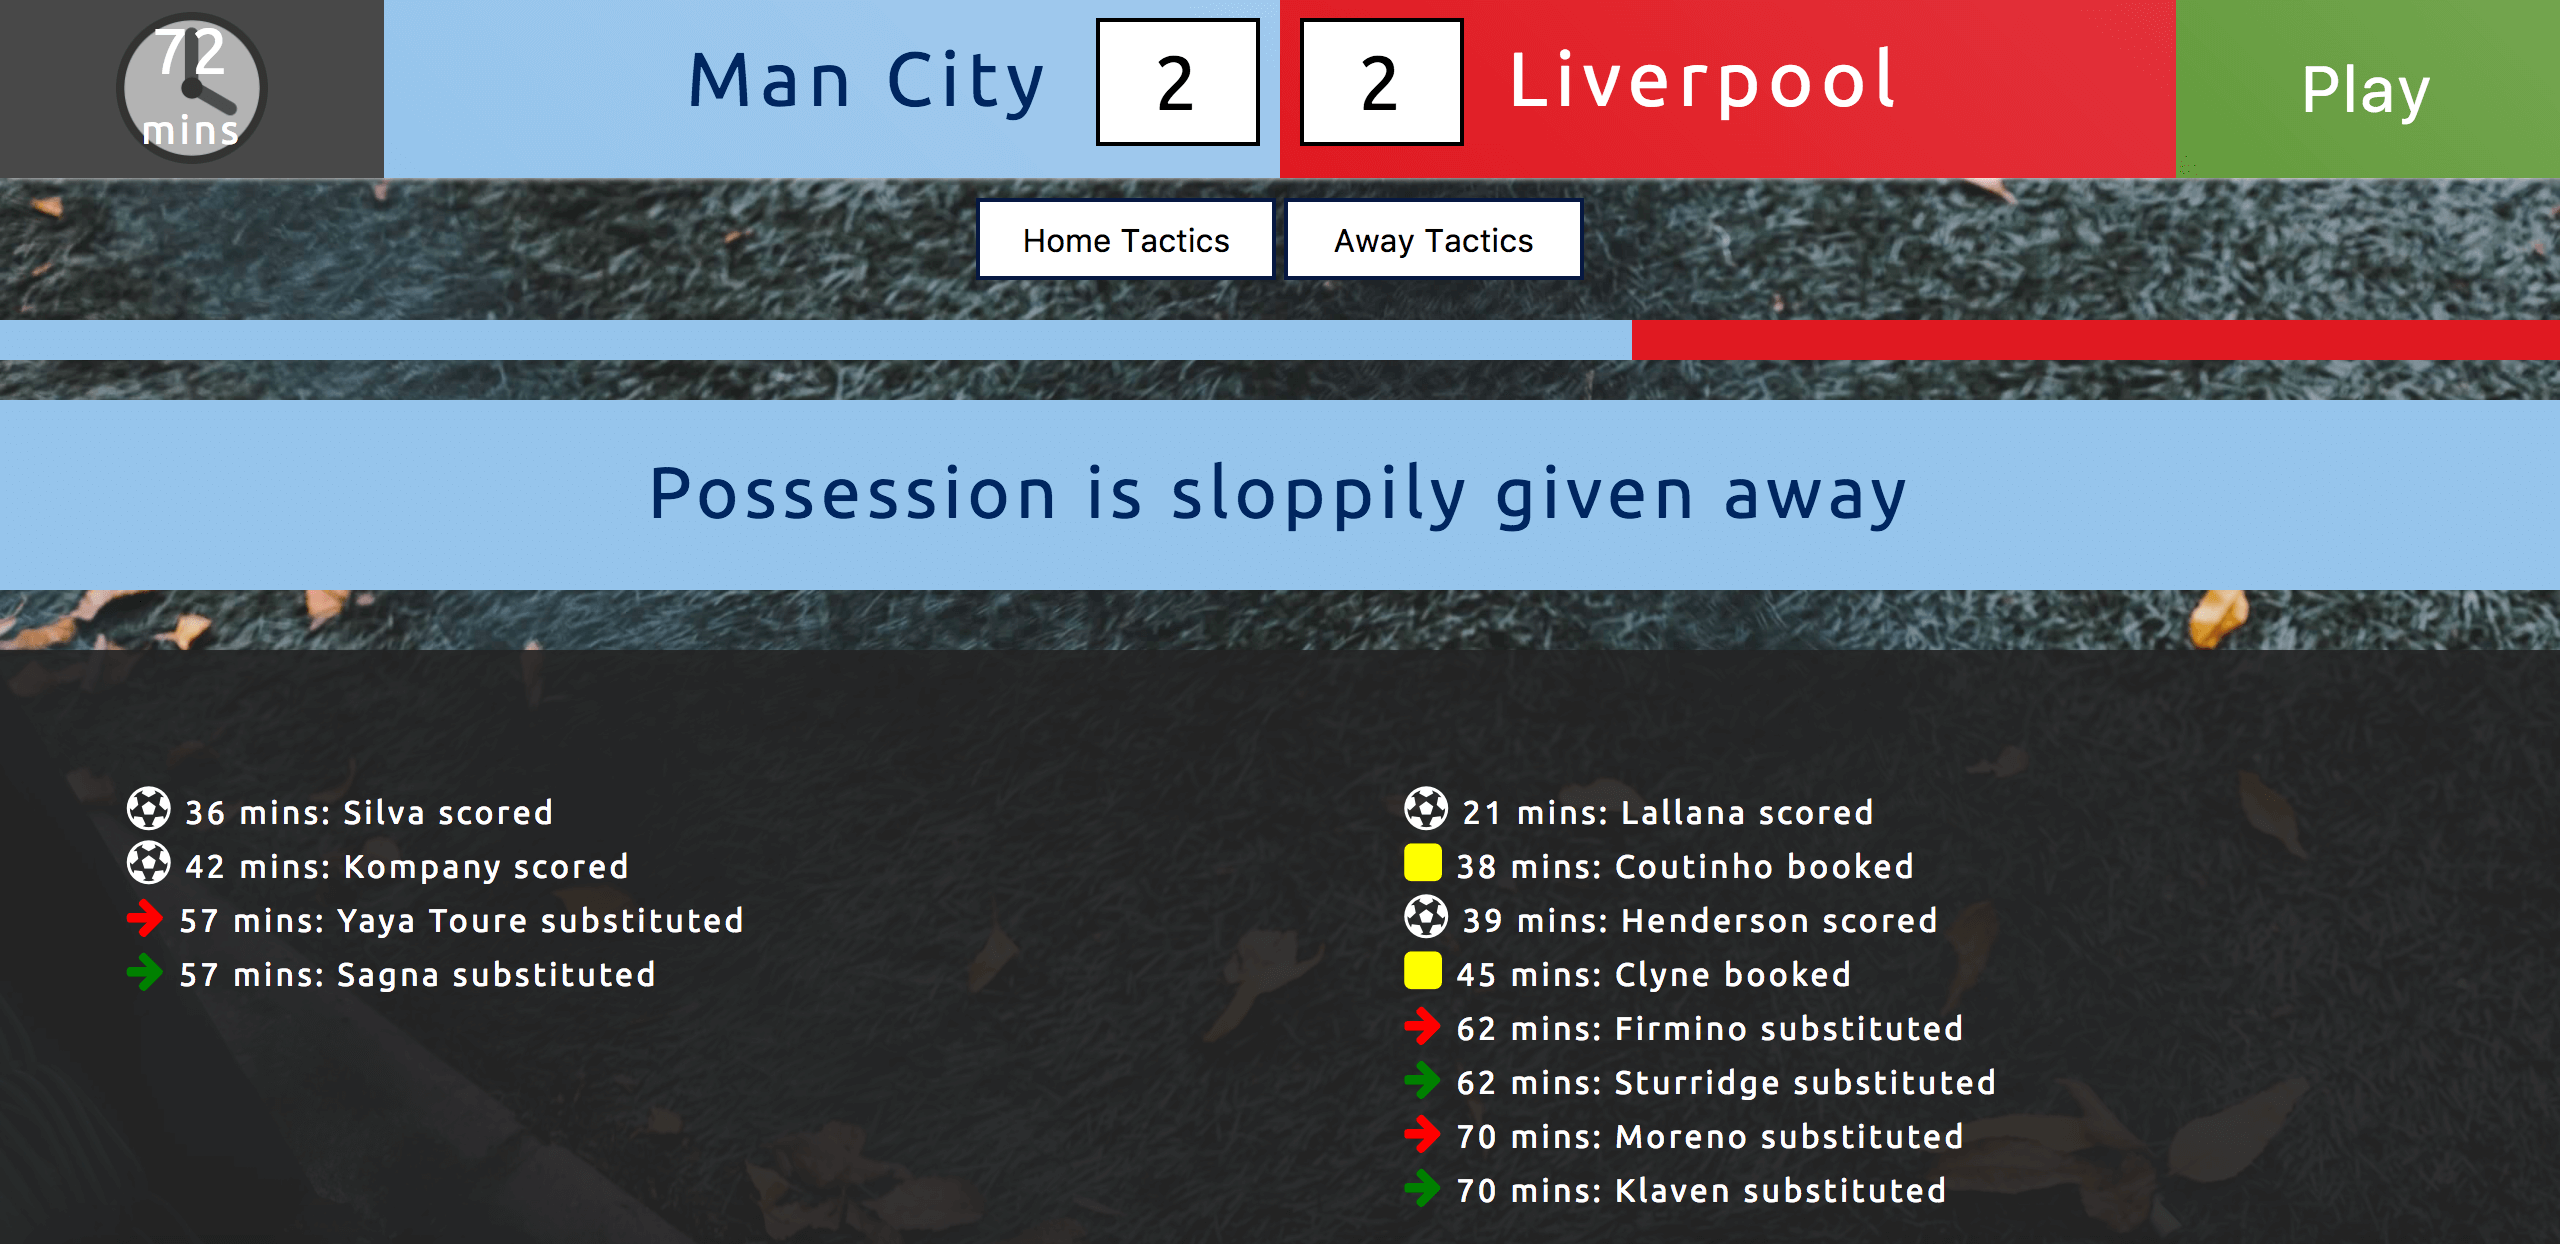 72
mins
Man City 2
2 Liverpool
Play
Home Tactics
Away Tactics
Possession is sloppily given away
36 mins: Silva scored
42 mins: Kompany scored
57 mins: Yaya Toure substituted
57 mins: Sagna substituted
21 mins: Lallana scored
38 mins: Coutinho booked
39 mins: Henderson scored
45 mins: Clyne booked
62 mins: Firmino substituted
62 mins: Sturridge substituted
70 mins: Moreno substituted
70 mins: Klaven substituted